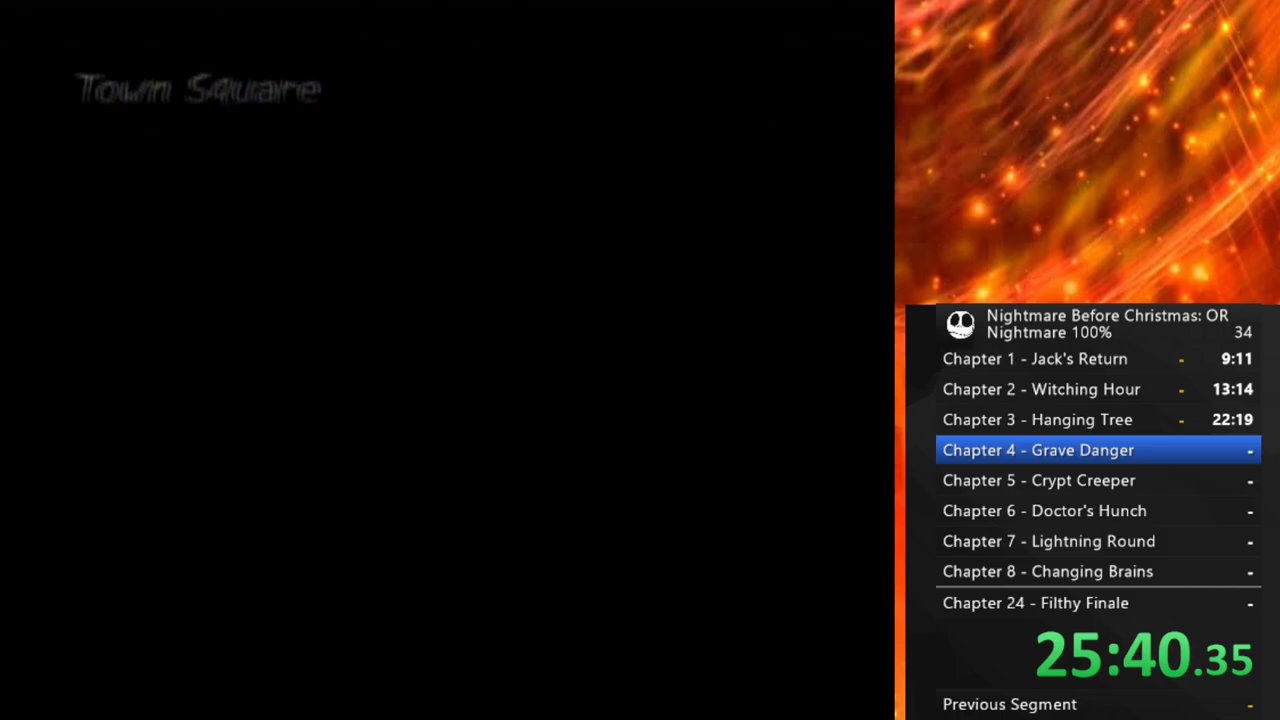 Town Square
Nightmare Before Christmas: OR
Nightmare 100% 34
Chapter 1 - Jack's Return - 9:11
Chapter 2 - Witching Hour - 13:14
Chapter 3 - Hanging Tree - 22:19
Chapter 4 - Grave Danger -
Chapter 5 - Crypt Creeper -
Chapter 6 - Doctor's Hunch -
Chapter 7 - Lightning Round -
Chapter 8 - Changing Brains -
Chapter 24 - Filthy Finale -
25:40.35
Previous Segment -